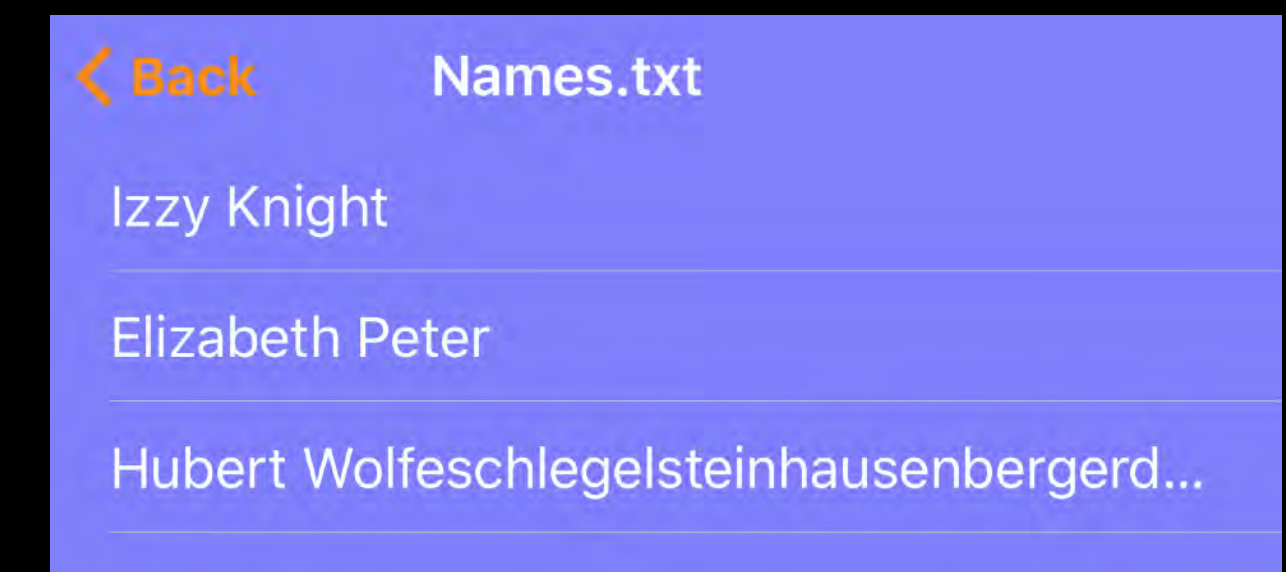 Back Names.txt
Izzy Knight
Elizabeth Peter
Hubert Wolfeschlegelsteinhausenbergerd...